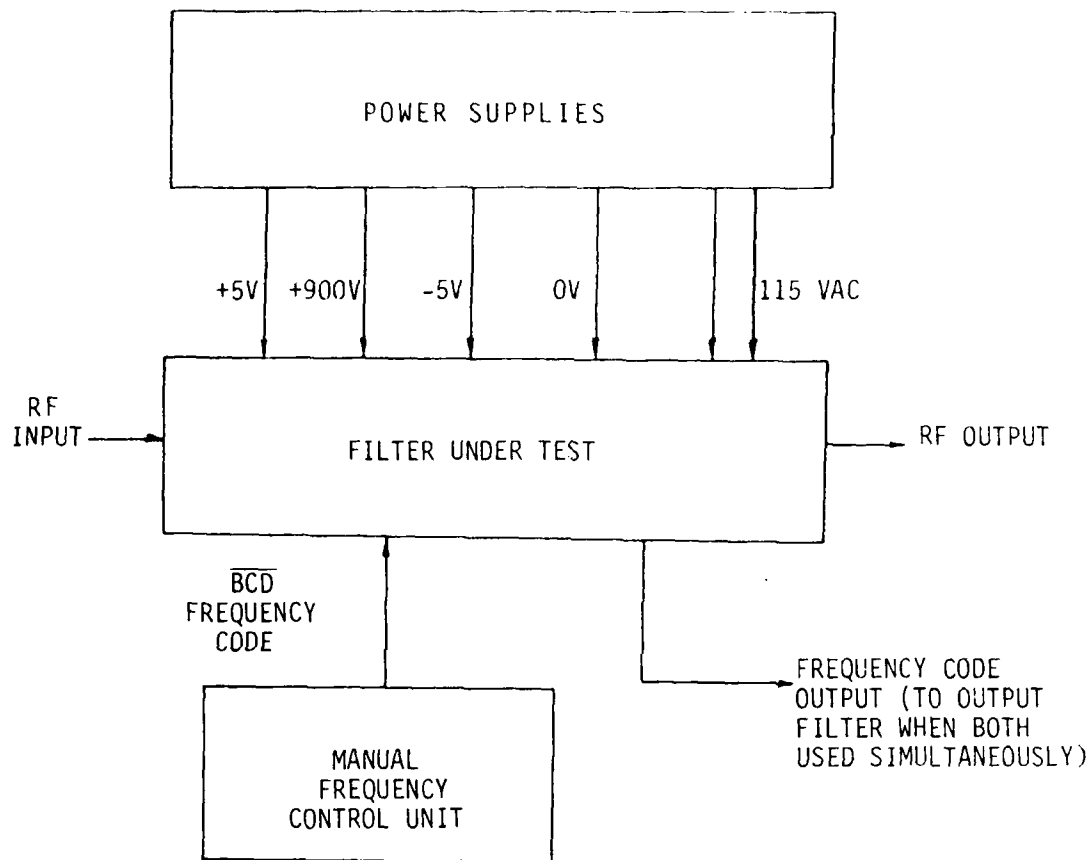 POWER SUPPLIES
+5V
+900V
-5V
0V
115 VAC
RF
INPUT
FILTER UNDER TEST
RF OUTPUT
B̅C̅D̅
FREQUENCY
CODE
FREQUENCY CODE
OUTPUT (TO OUTPUT
FILTER WHEN BOTH
USED SIMULTANEOUSLY)
MANUAL
FREQUENCY
CONTROL UNIT